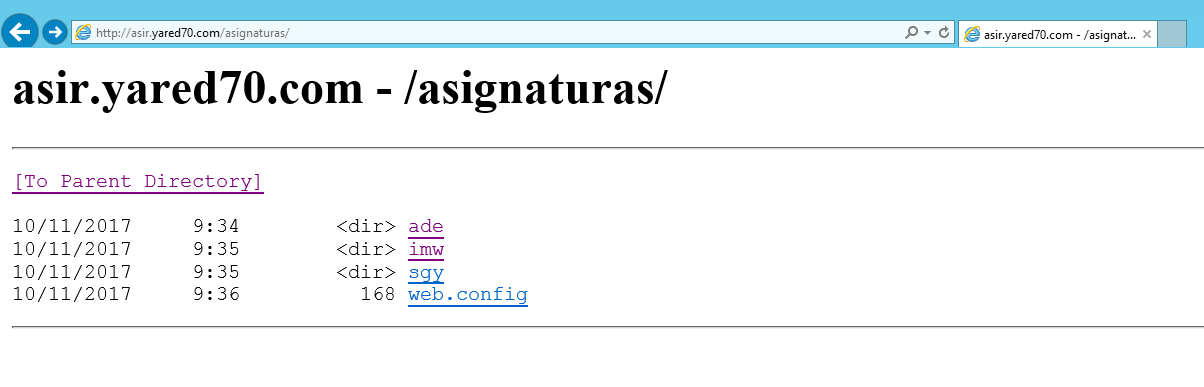 http://asir.yared70.com/asignaturas/
asir.yared70.com - /asignat...
asir.yared70.com - /asignaturas/
[To Parent Directory]
10/11/2017 9:34 <dir> ade
10/11/2017 9:35 <dir> imw
10/11/2017 9:35 <dir> sgy
10/11/2017 9:36 168 web.config